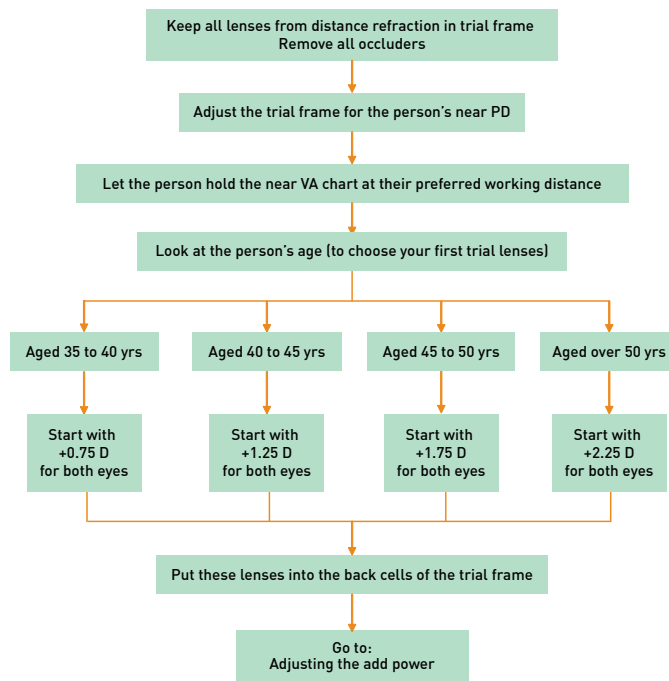 Keep all lenses from distance refraction in trial frame
Remove all occluders
Adjust the trial frame for the person's near PD
Let the person hold the near VA chart at their preferred working distance
Look at the person's age (to choose your first trial lenses)
Aged 35 to 40 yrs
Aged 40 to 45 yrs
Aged 45 to 50 yrs
Aged over 50 yrs
Start with
+0.75 D
for both eyes
Start with
+1.25 D
for both eyes
Start with
+1.75 D
for both eyes
Start with
+2.25 D
for both eyes
Put these lenses into the back cells of the trial frame
Go to:
Adjusting the add power